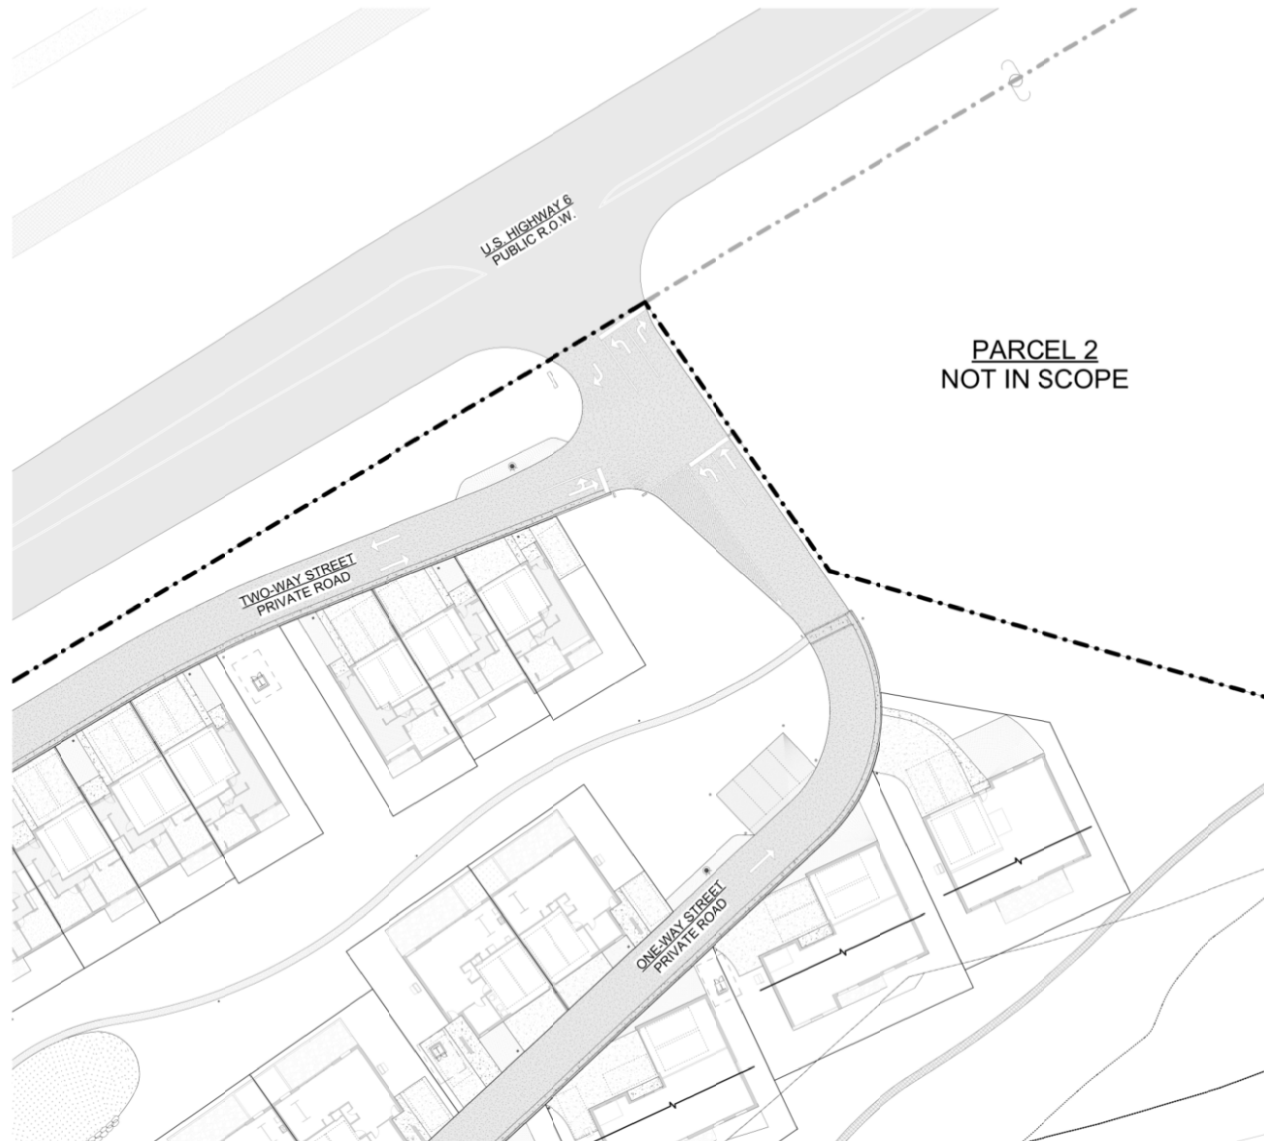 U.S. HIGHWAY 6
PUBLIC R.O.W.
PARCEL 2
NOT IN SCOPE
TWO-WAY STREET
PRIVATE ROAD
ONE-WAY STREET
PRIVATE ROAD